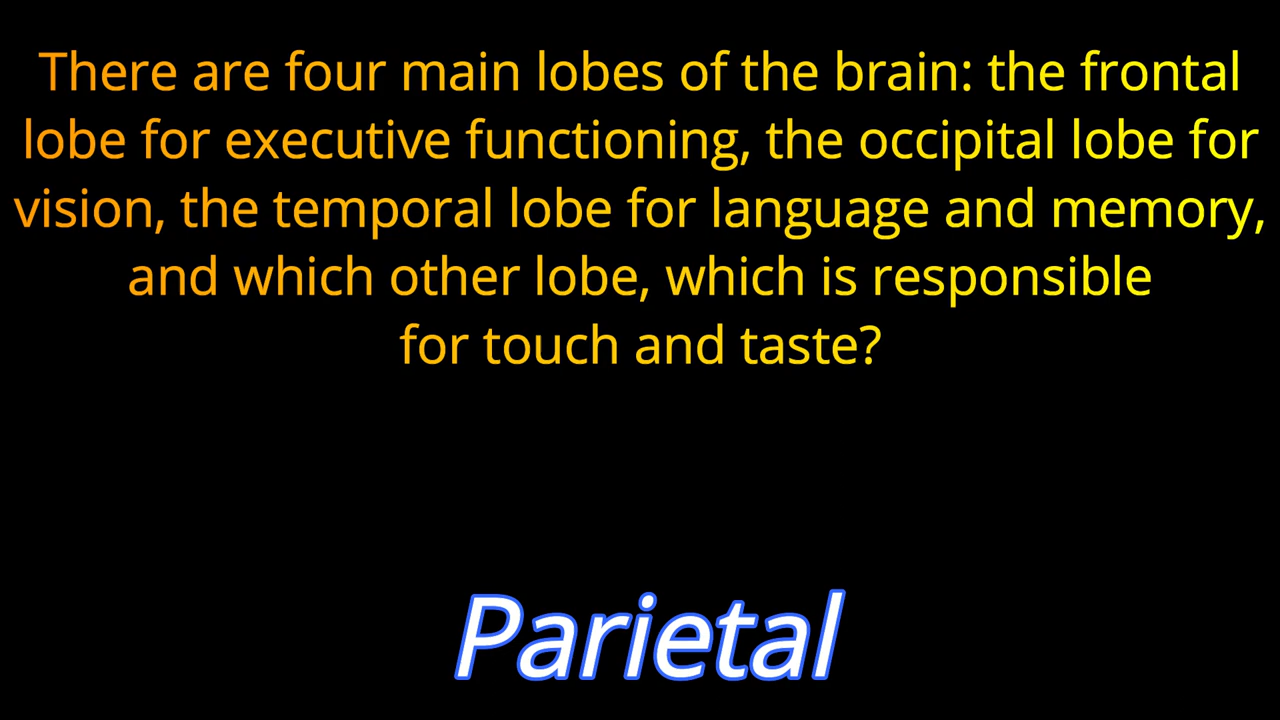 There are four main lobes of the brain: the frontal
lobe for executive functioning, the occipital lobe for
vision, the temporal lobe for language and memory,
and which other lobe, which is responsible
for touch and taste?
Parietal